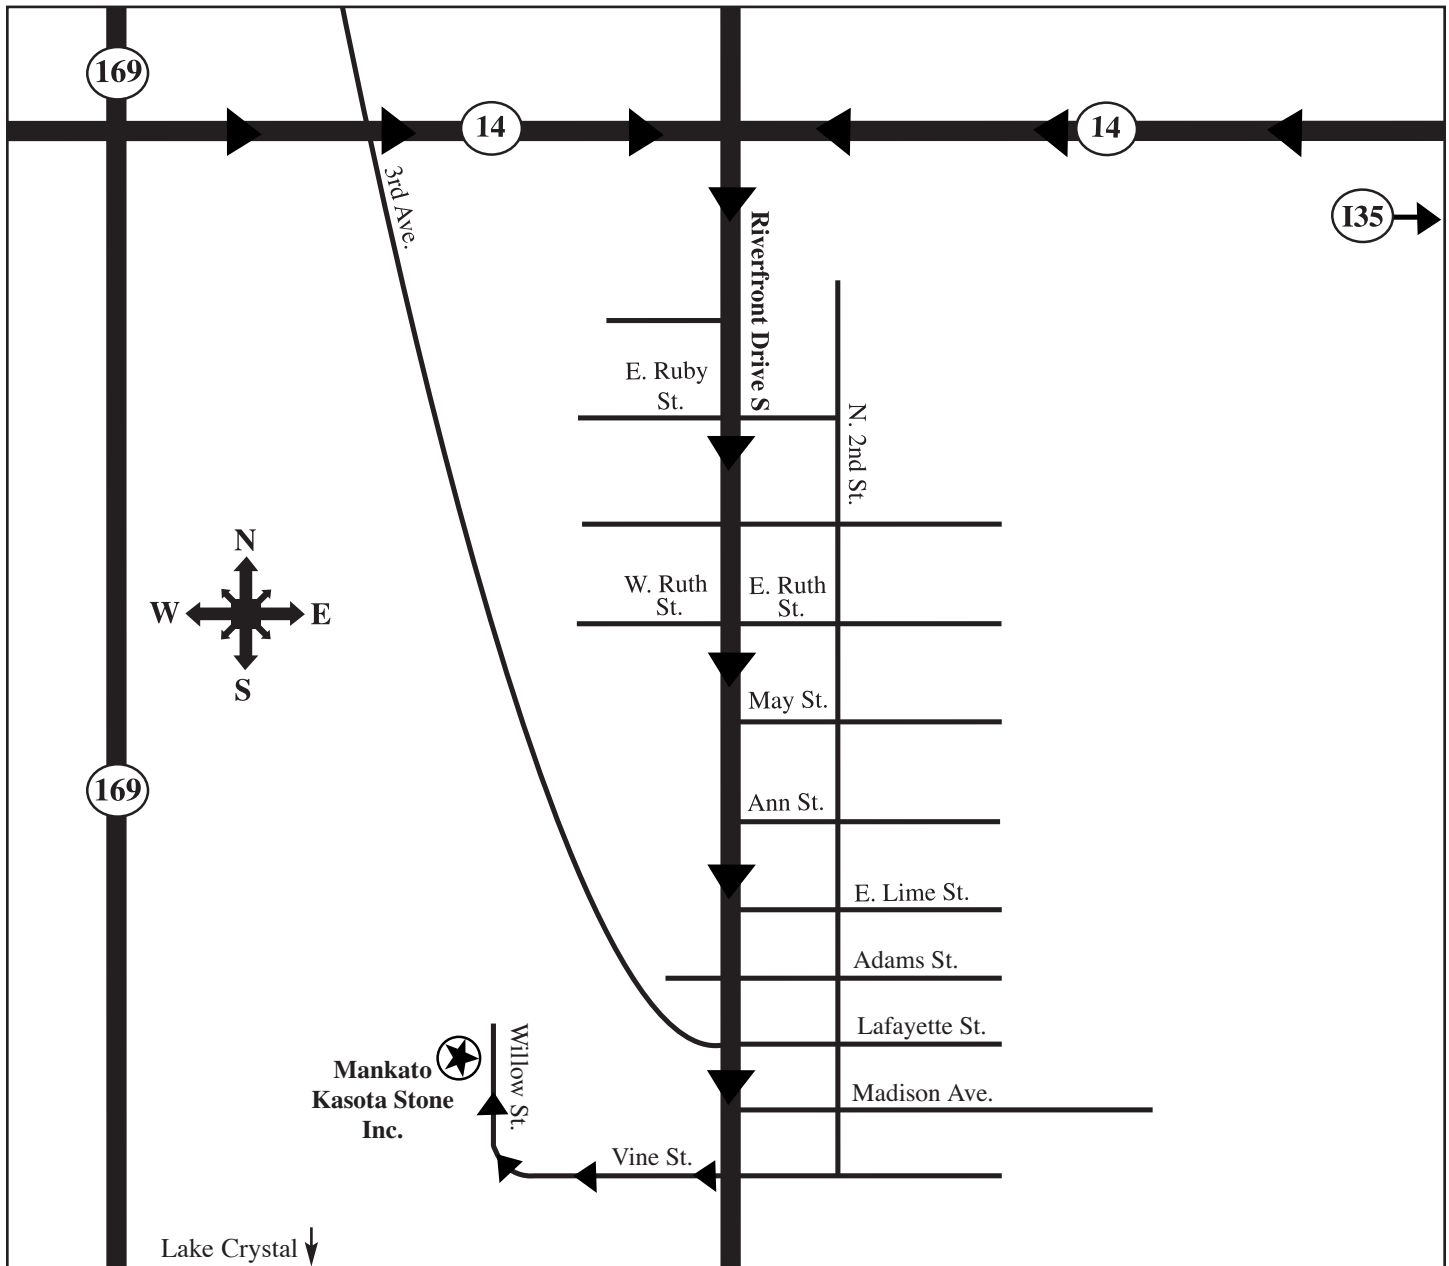 169
14
14
3rd Ave.
I35
Riverfront Drive S
E. Ruby
St.
N. 2nd St.
N
W
E
S
W. Ruth
St.
E. Ruth
St.
May St.
169
Ann St.
E. Lime St.
Adams St.
Lafayette St.
Willow St.
Mankato
Kasota Stone
Inc.
Madison Ave.
Vine St.
Lake Crystal